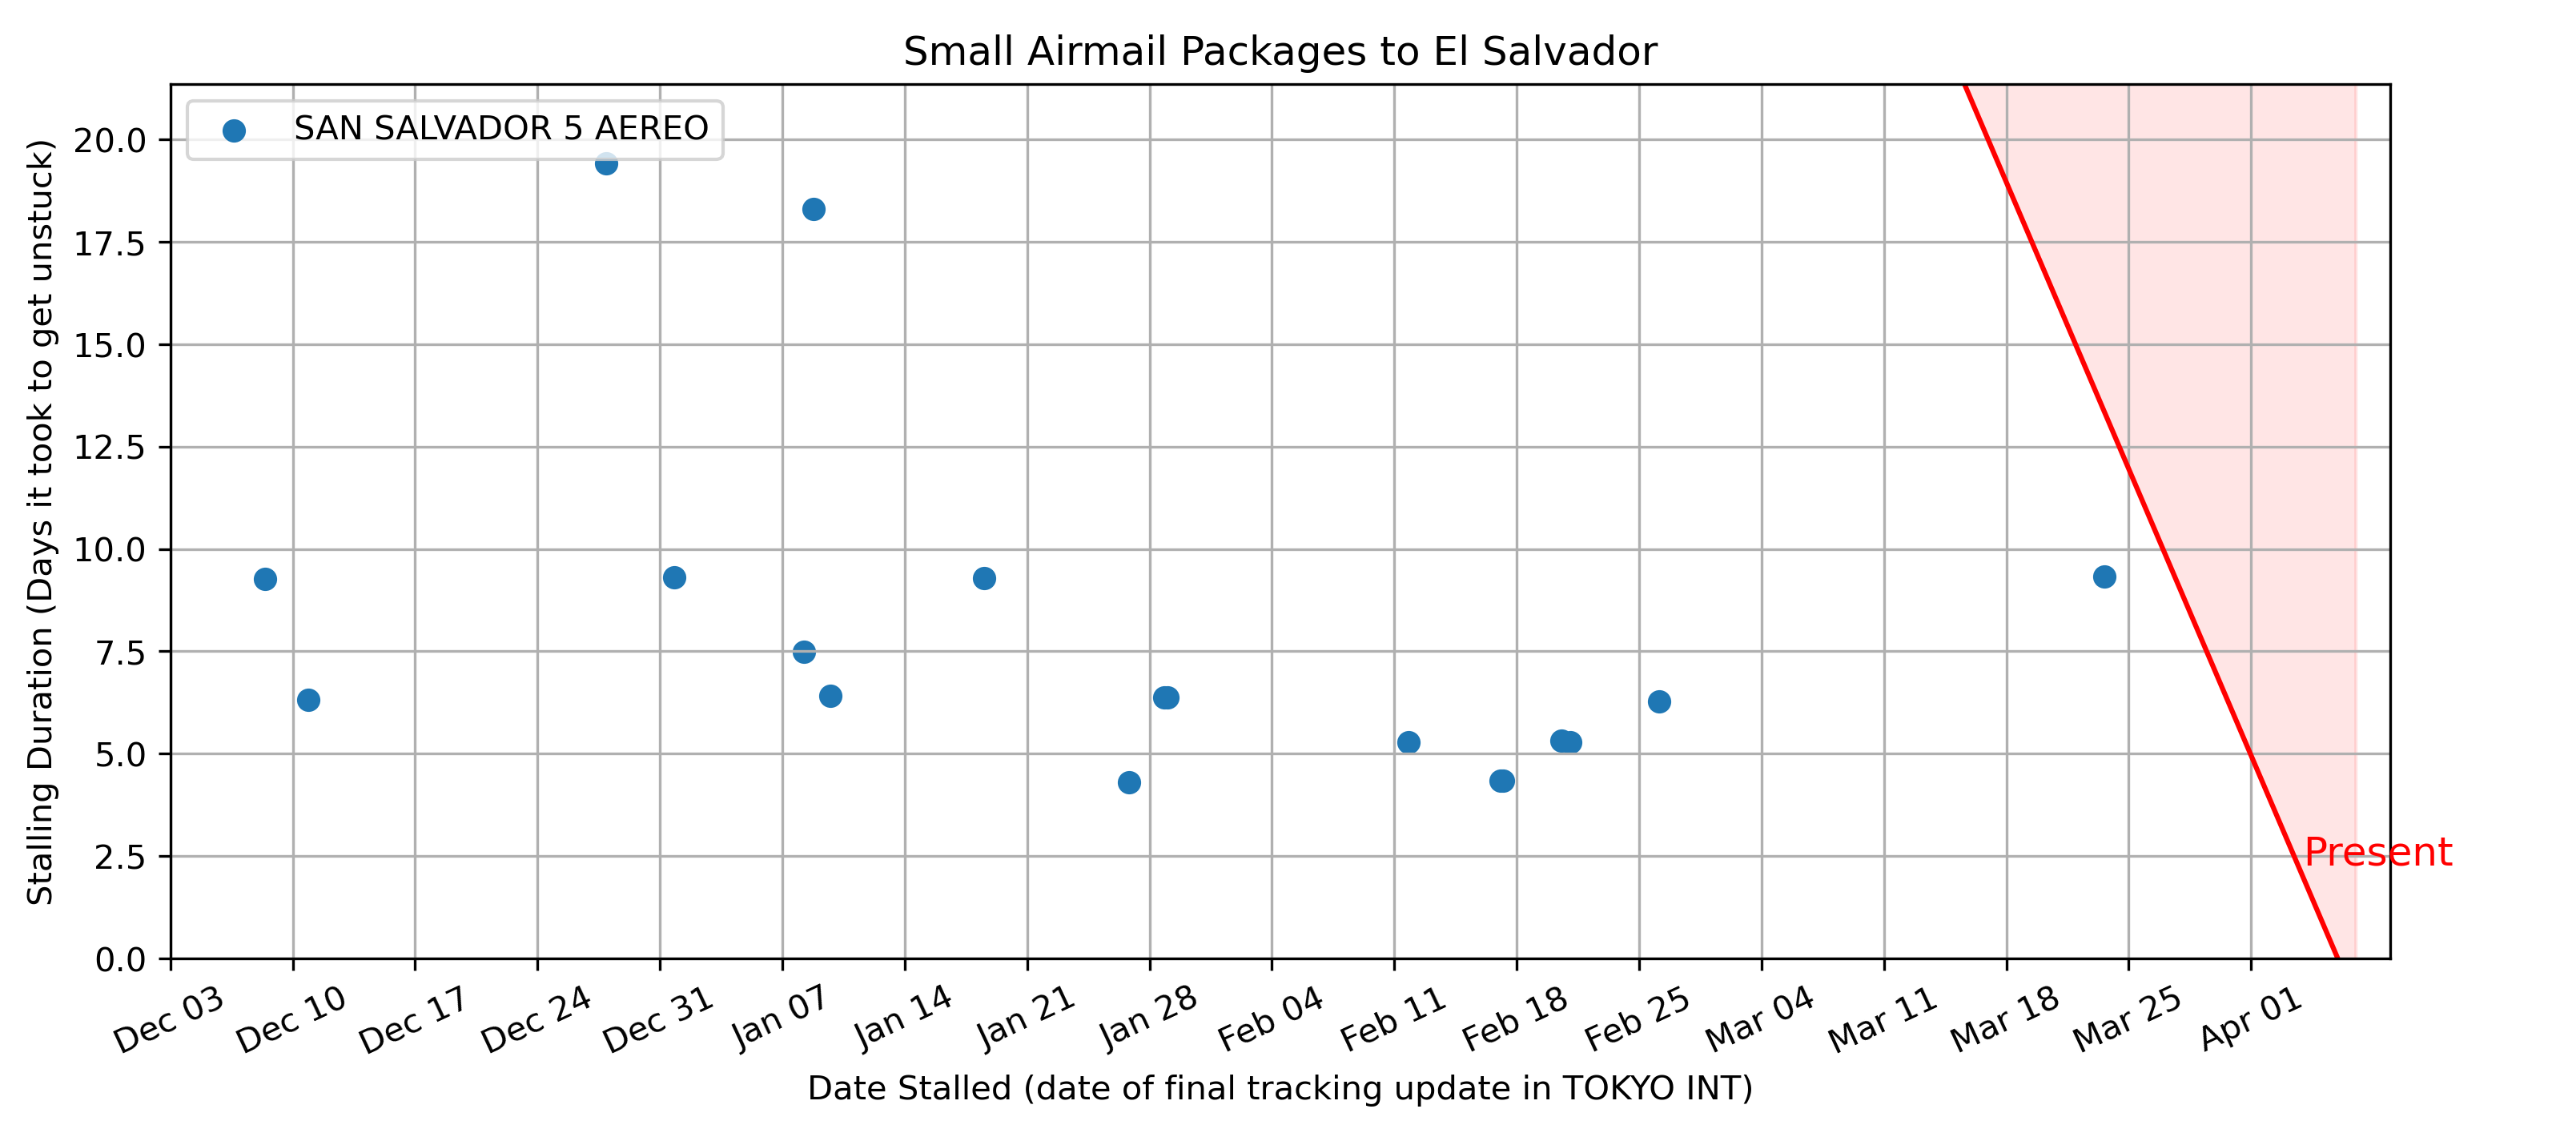 Small Airmail Packages to El Salvador
SAN SALVADOR 5 AEREO
Stalling Duration (Days it took to get unstuck)
20.0
17.5
15.0
12.5
10.0
7.5
5.0
2.5
0.0
Present
Dec 03 Dec 10 Dec 17 Dec 24 Dec 31 Jan 07 Jan 14 Jan 21 Jan 28 Feb 04 Feb 11 Feb 18 Feb 25 Mar 04 Mar 11 Mar 18 Mar 25 Apr 01
Date Stalled (date of final tracking update in TOKYO INT)